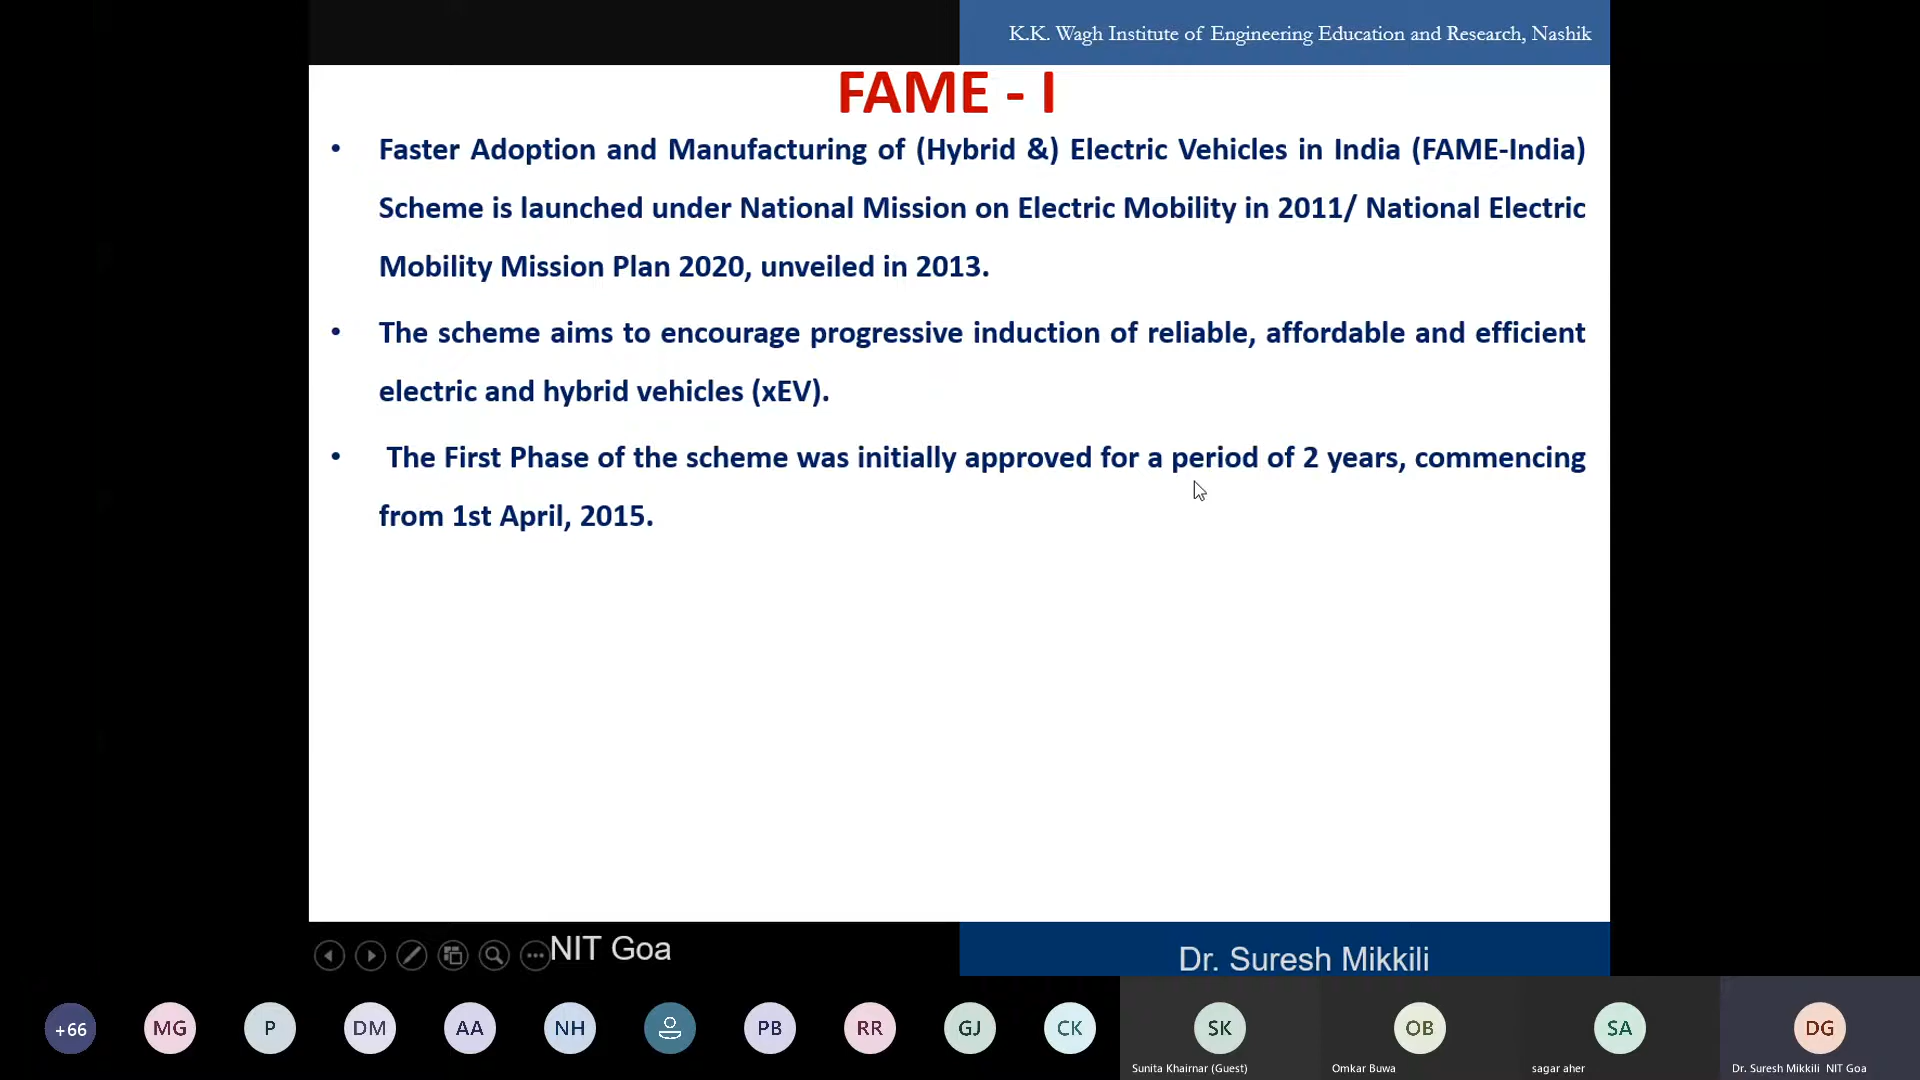 K.K. Wagh Institute of Engineering Education and Research, Nashik
FAME - I
• Faster Adoption and Manufacturing of (Hybrid &) Electric Vehicles in India (FAME-India)
Scheme is launched under National Mission on Electric Mobility in 2011/ National Electric
Mobility Mission Plan 2020, unveiled in 2013.
• The scheme aims to encourage progressive induction of reliable, affordable and efficient
electric and hybrid vehicles (xEV).
• The First Phase of the scheme was initially approved for a period of 2 years, commencing
from 1st April, 2015.
NIT Goa
Dr. Suresh Mikkili
+66 MG P DM AA NH PB RR GJ CK SK OB SA DG
Sunita Khairnar (Guest) Omkar Buwa sagar aher Dr. Suresh Mikkili NIT Goa